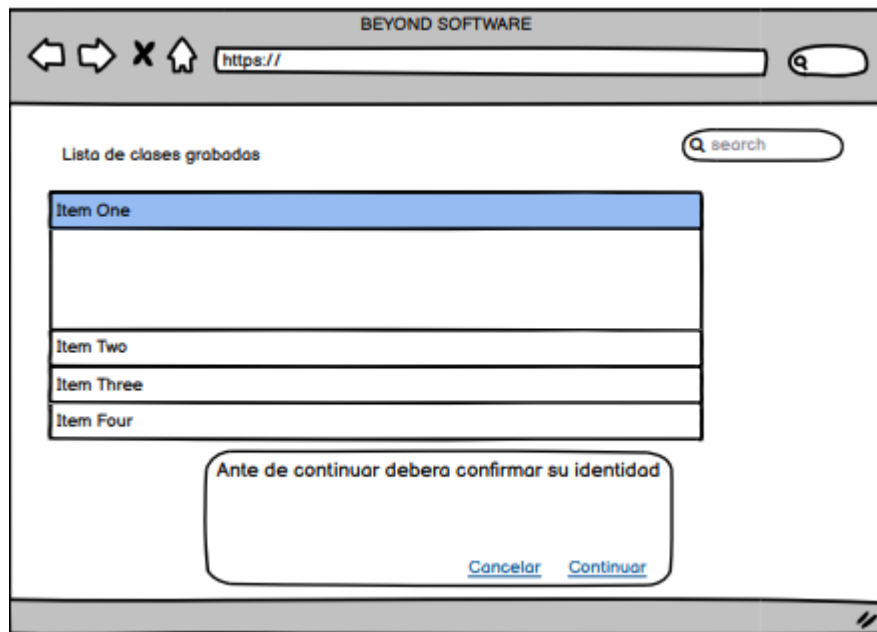 BEYOND SOFTWARE
https://
Lista de clases grabadas
search
Item One
Item Two
Item Three
Item Four
Ante de continuar debera confirmar su identidad
Cancelar Continuar